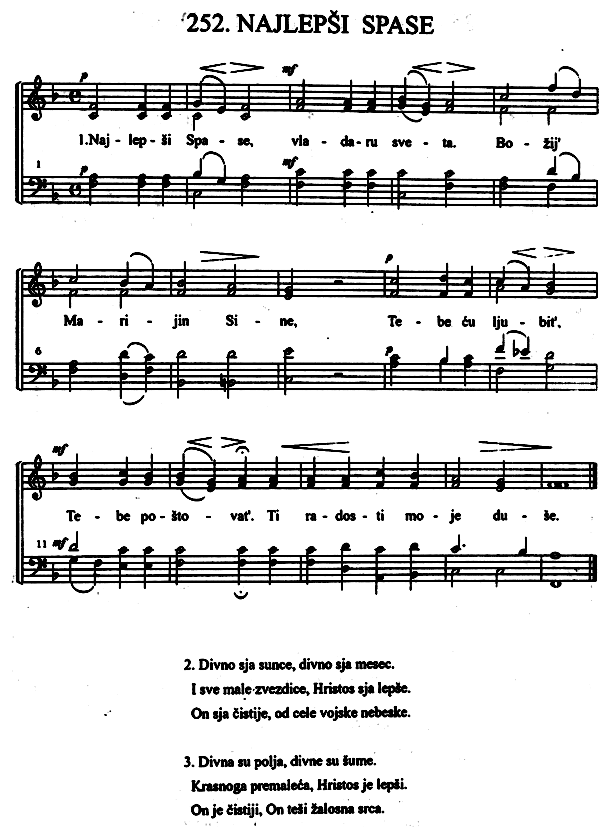 252. NAJLEPŠI SPASE
p mf
1.Naj - lep - ši Spa - se, vla - da - ru sve - ta. Bo - žij'
1 mf
p
p
Ma - ri - jin Si - ne, Te - be ću lju - bit',
6 p
mf
Te - be po - što - vat'. Ti ra - dos - ti mo - je du - še.
11 mf
2. Divno sja sunce, divno sja mesec.
I sve male zvezdice, Hristos sja lepše.
On sja čistije, od cele vojske nebeske.
3. Divna su polja, divne su šume.
Krasnoga premaleća, Hristos je lepši.
On je čistiji, On teši žalosna srca.